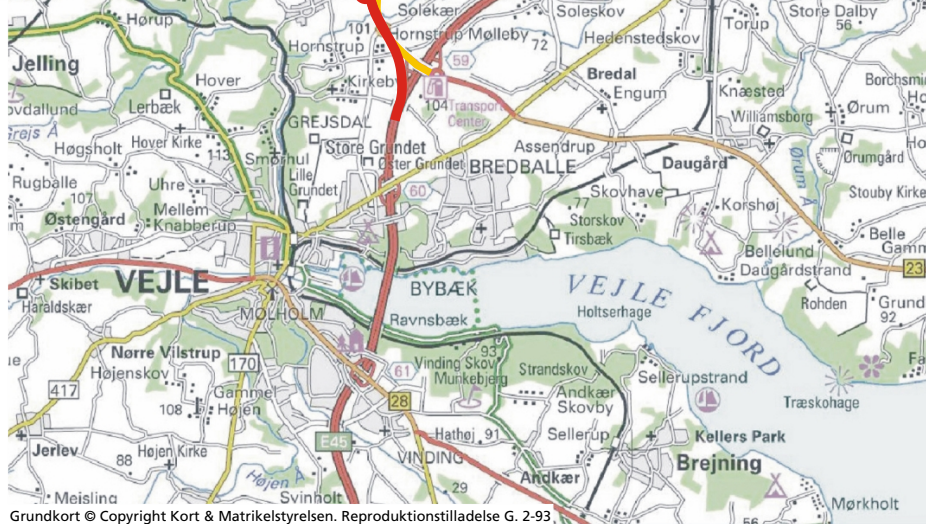 Solekær
Soleskov
Store Dalby
56
Hørup
101
Hornstrup Mølleby
72
Hedenstedskov
Torup
Hornstrup
59
Jelling
Hover
Kirkeby
Bredal
Engum
Knæsted
Lerbæk
104
Transport
Center
Ørum
Williamsborg
GREJSDAL
Hover Kirke
Høgsholt
113
Store Grundet
Assendrup
Smørhul
BREDBALLE
Daugård
Ørumgård
Ørum Å
Rugballe
Uhre
Lille
Grundet
60
Skovhave
Stouby Kirke
107
Mellem
Knabberup
77
Storskov
Korshøj
Østengård
Tirsbæk
Bellelund
Belle
Daugårdstrand
23
Skibet
VEJLE
BYBÆK
VEJLE FJORD
Rohden
Grund
92
Haraldskær
MØLHOLM
Ravnsbæk
Holtserhage
Nørre Vilstrup
93
Højenskov
170
Vinding Skov
Munkebjerg
Strandskov
Sellerupstrand
417
Gammel
Højen
61
Andkær
Skovby
Træskohage
108
28
E45
Hathøj
91
Sellerup
Kellers Park
Jerlev
Højen Kirke
88
VINDING
Brejning
Højen Å
Andkær
29
Meisling
Svinholt
56
Mørkholt
Grundkort © Copyright Kort & Matrikelstyrelsen. Reproduktionstilladelse G. 2-93